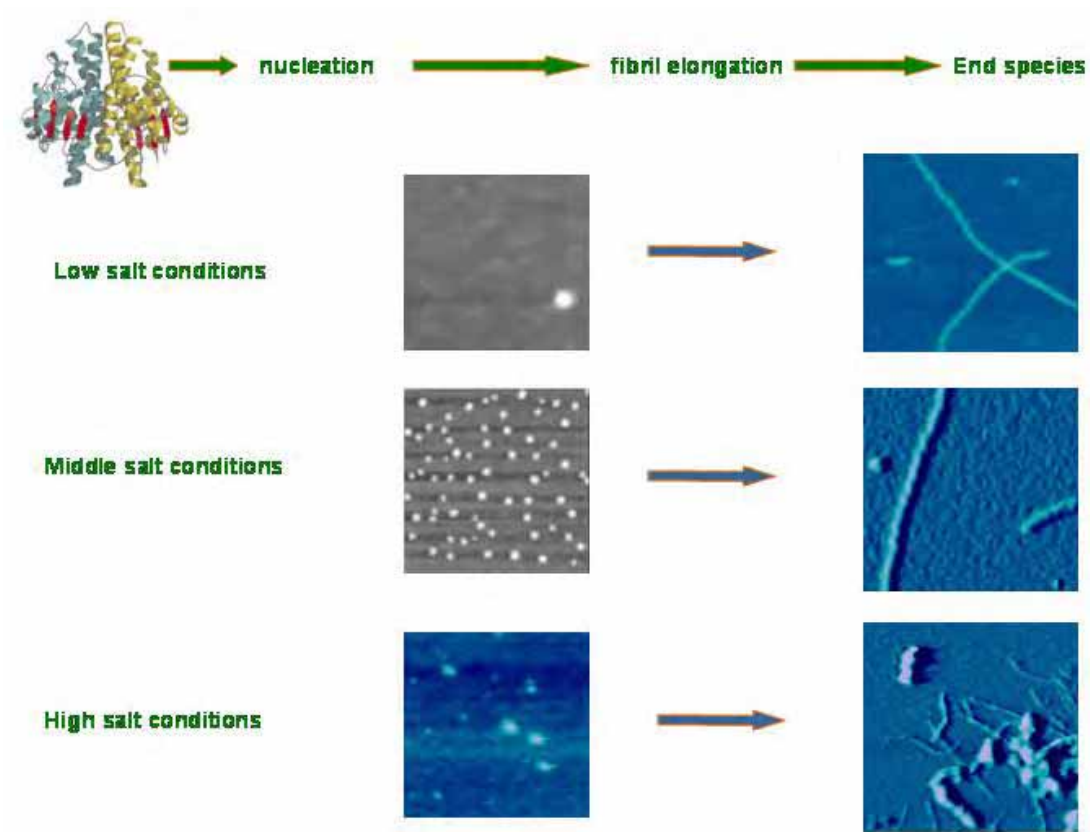 nucleation
fibril elongation
End species
Low salt conditions
Middle salt conditions
High salt conditions